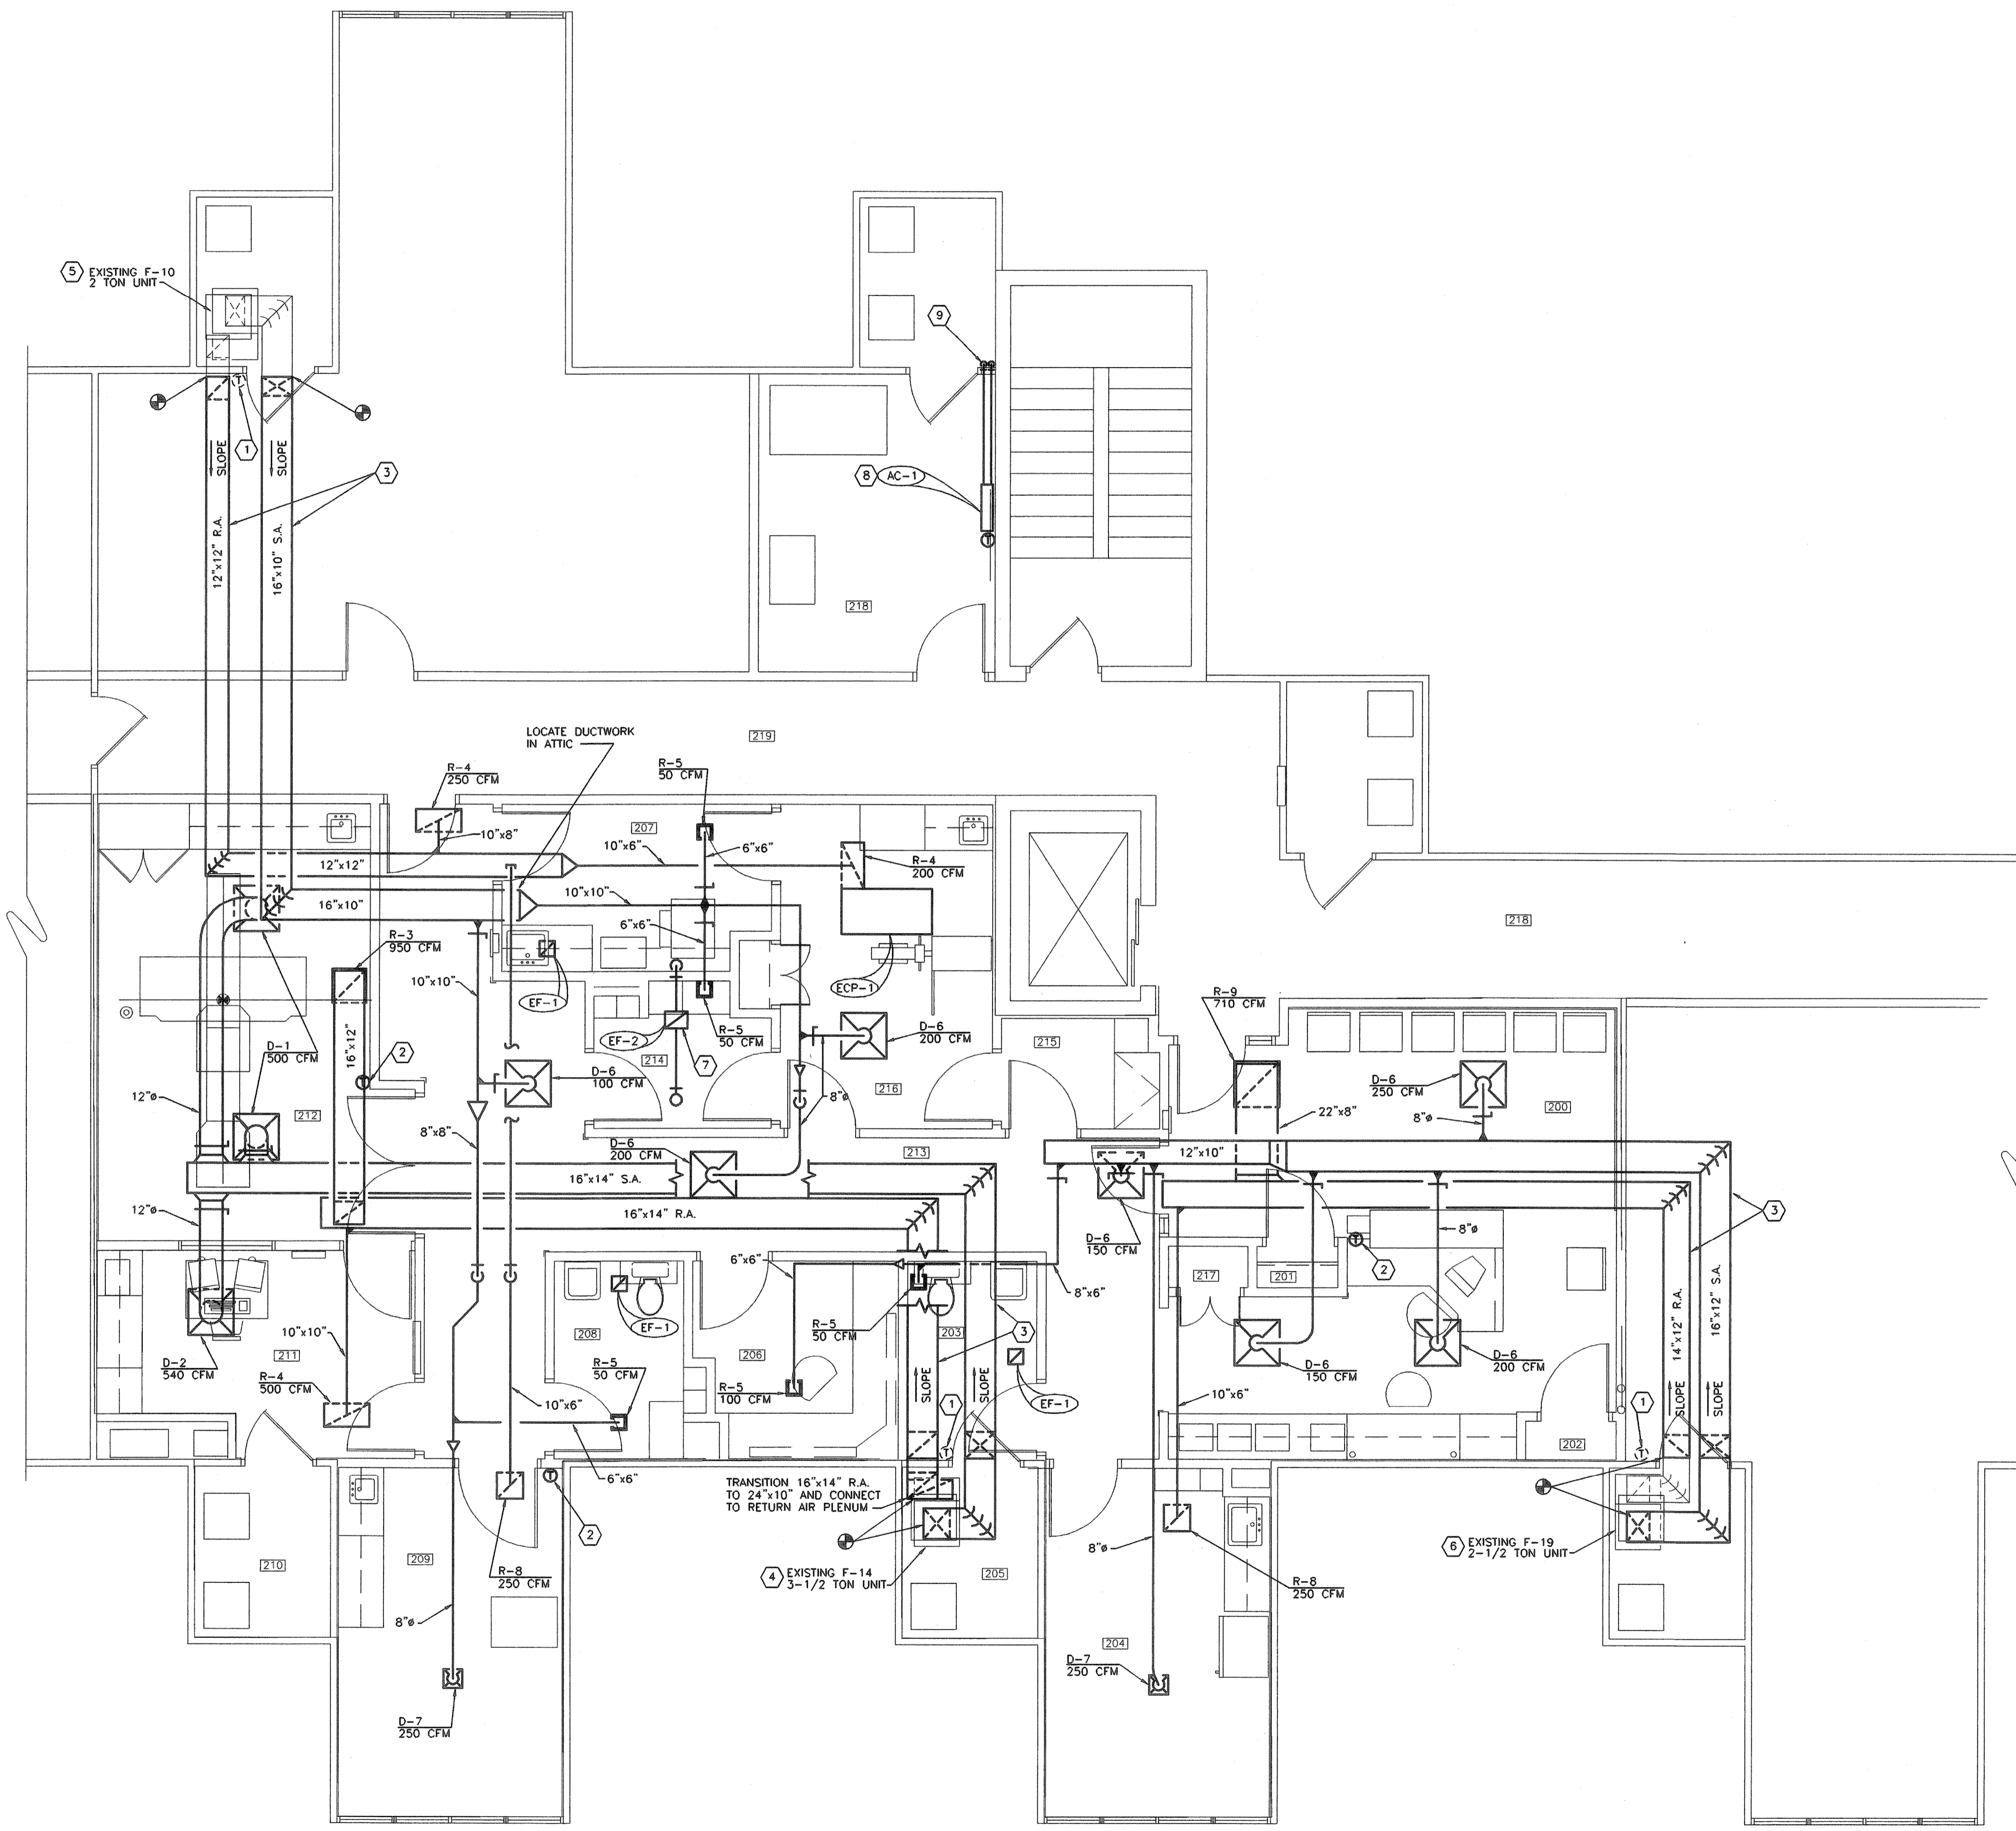 5 EXISTING F-10
2 TON UNIT
9
1
SLOPE
SLOPE
3
8 AC-1
12"x12" R.A.
16"x10" S.A.
218
LOCATE DUCTWORK
IN ATTIC
219
R-4
250 CFM
R-5
50 CFM
207
10"x8"
10"x6"
6"x6"
12"x12"
R-4
200 CFM
10"x10"
16"x10"
6"x6"
218
R-3
950 CFM
10"x10"
EF-1
ECP-1
R-9
710 CFM
D-1
500 CFM
16"x12"
2
EF-2
7
R-5
50 CFM
D-6
200 CFM
215
214
D-6
100 CFM
216
D-6
250 CFM
12"ø
8"ø
212
22"x8"
8"ø
200
8"x8"
D-6
200 CFM
213
12"x10"
16"x14" S.A.
12"ø
16"x14" R.A.
3
8"ø
D-6
150 CFM
6"x6"
2
217
201
8"x6"
14"x12" R.A.
16"x12" S.A.
10"x10"
EF-1
R-5
50 CFM
203
3
208
211
206
D-2
540 CFM
R-5
50 CFM
D-6
200 CFM
D-6
150 CFM
R-4
500 CFM
R-5
100 CFM
SLOPE
SLOPE
10"x6"
SLOPE
SLOPE
10"x6"
EF-1
1
1
202
6"x6"
TRANSITION 16"x14" R.A.
TO 24"x10" AND CONNECT
TO RETURN AIR PLENUM
2
210
209
8"ø
6 EXISTING F-19
2-1/2 TON UNIT
R-8
250 CFM
4 EXISTING F-14
3-1/2 TON UNIT
205
R-8
250 CFM
8"ø
204
D-7
250 CFM
D-7
250 CFM
T
T
T
T
T
T
T